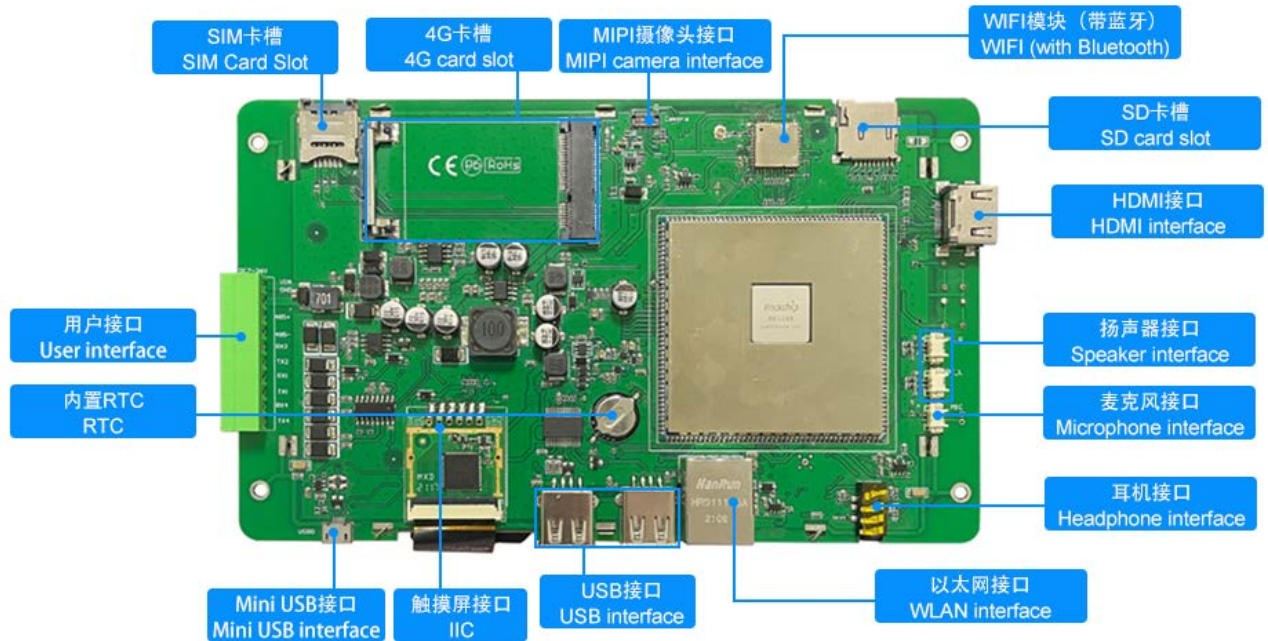 SIM卡槽
SIM Card Slot
4G卡槽
4G card slot
MIPI摄像头接口
MIPI camera interface
WIFI模块（带蓝牙）
WIFI (with Bluetooth)
SD卡槽
SD card slot
HDMI接口
HDMI interface
CE RoHs
用户接口
User interface
701
100
扬声器接口
Speaker interface
内置RTC
RTC
麦克风接口
Microphone interface
HanRun
耳机接口
Headphone interface
Mini USB接口
Mini USB interface
触摸屏接口
IIC
USB接口
USB interface
以太网接口
WLAN interface